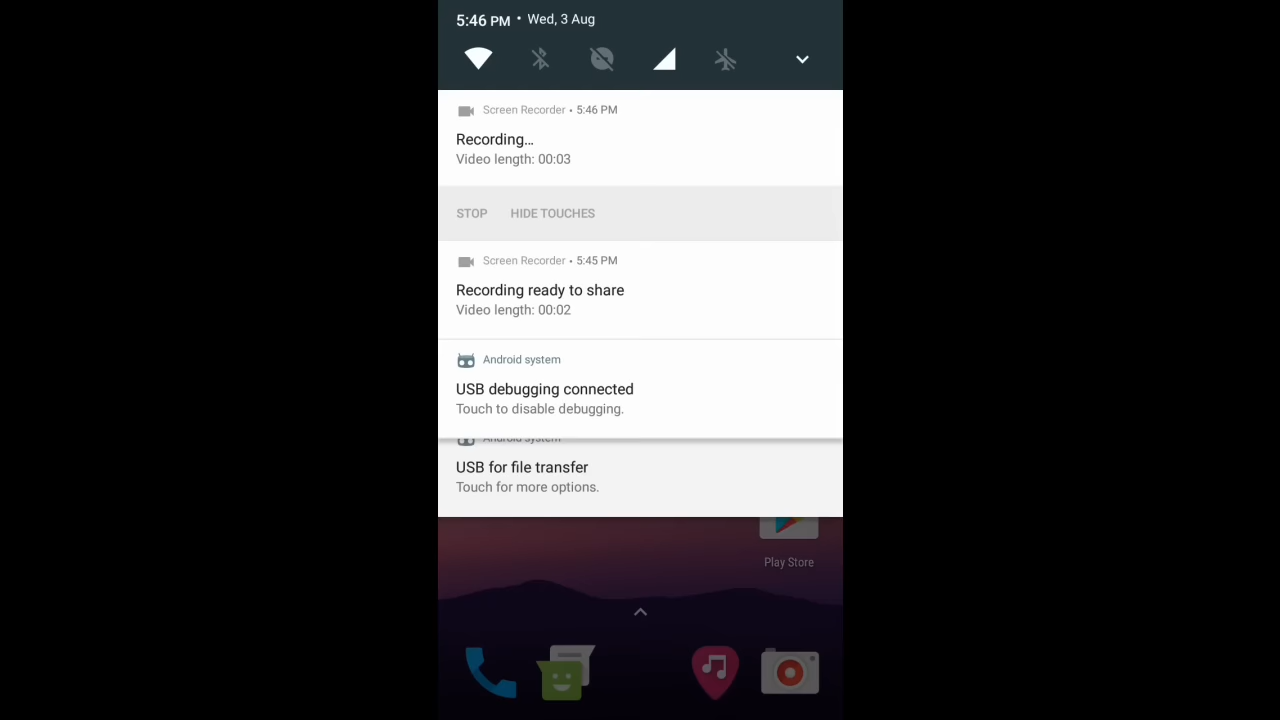 5:46 PM • Wed, 3 Aug
Screen Recorder • 5:46 PM
Recording...
Video length: 00:03
STOP HIDE TOUCHES
Screen Recorder • 5:45 PM
Recording ready to share
Video length: 00:02
Android system
USB debugging connected
Touch to disable debugging.
Android system
USB for file transfer
Touch for more options.
Play Store